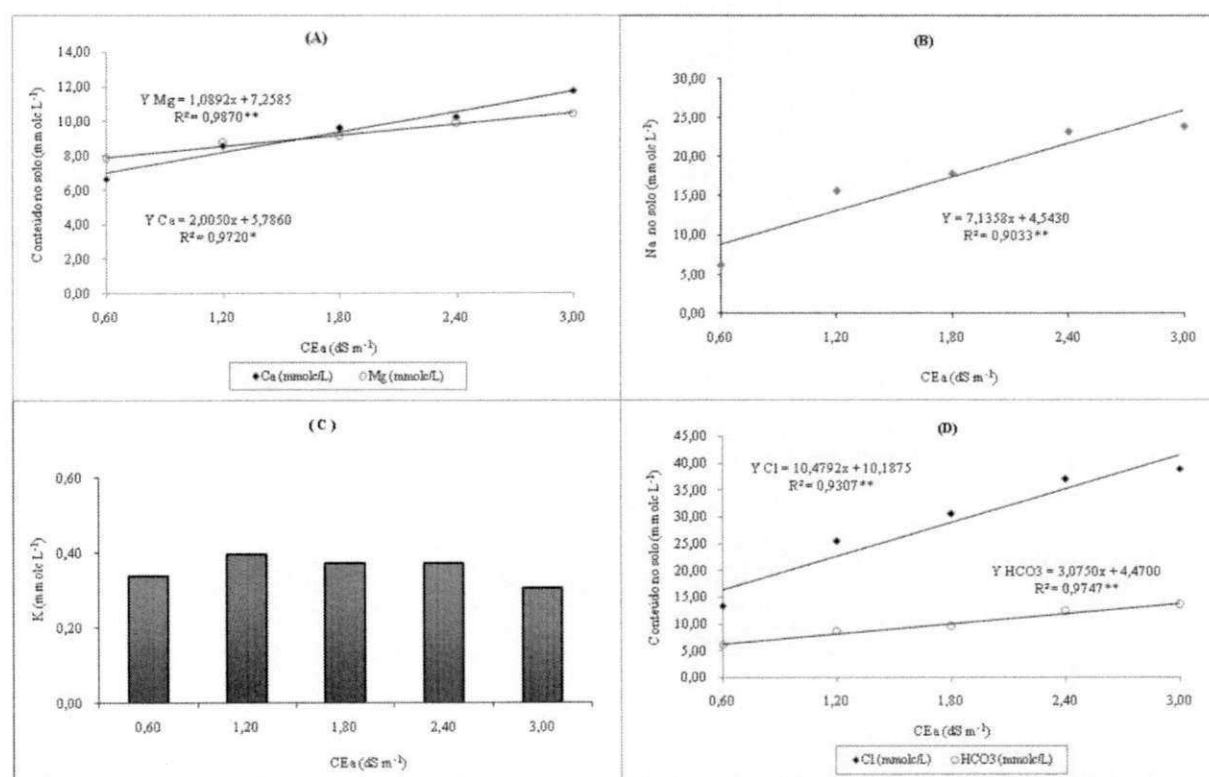 (A)
14,00
12,00
10,00
8,00
6,00
4,00
2,00
0,00
Conteúdo no solo (mmolc L-1)
Y Mg = 1,0892x + 7,2585
R² = 0,9870**
Y Ca = 2,0050x + 5,7860
R² = 0,9720*
0,60 1,20 1,80 2,40 3,00
CEa (dS m-1)
Ca (mmolc/L) Mg (mmolc/L)
(B)
30,00
25,00
20,00
15,00
10,00
5,00
0,00
Na no solo (mmolc L-1)
Y = 7,1358x + 4,5430
R² = 0,9033**
0,60 1,20 1,80 2,40 3,00
CEa (dS m-1)
( C )
0,60
0,40
0,20
0,00
K (mmolc L-1)
0,60 1,20 1,80 2,40 3,00
CEa (dS m-1)
(D)
45,00
40,00
35,00
30,00
25,00
20,00
15,00
10,00
5,00
0,00
Conteúdo no solo (mmolc L-1)
Y Cl = 10,4792x + 10,1875
R² = 0,9307**
Y HCO3 = 3,0750x + 4,4700
R² = 0,9747**
0,60 1,20 1,80 2,40 3,00
CEa (dS m-1)
Cl (mmolc/L) HCO3 (mmolc/L)